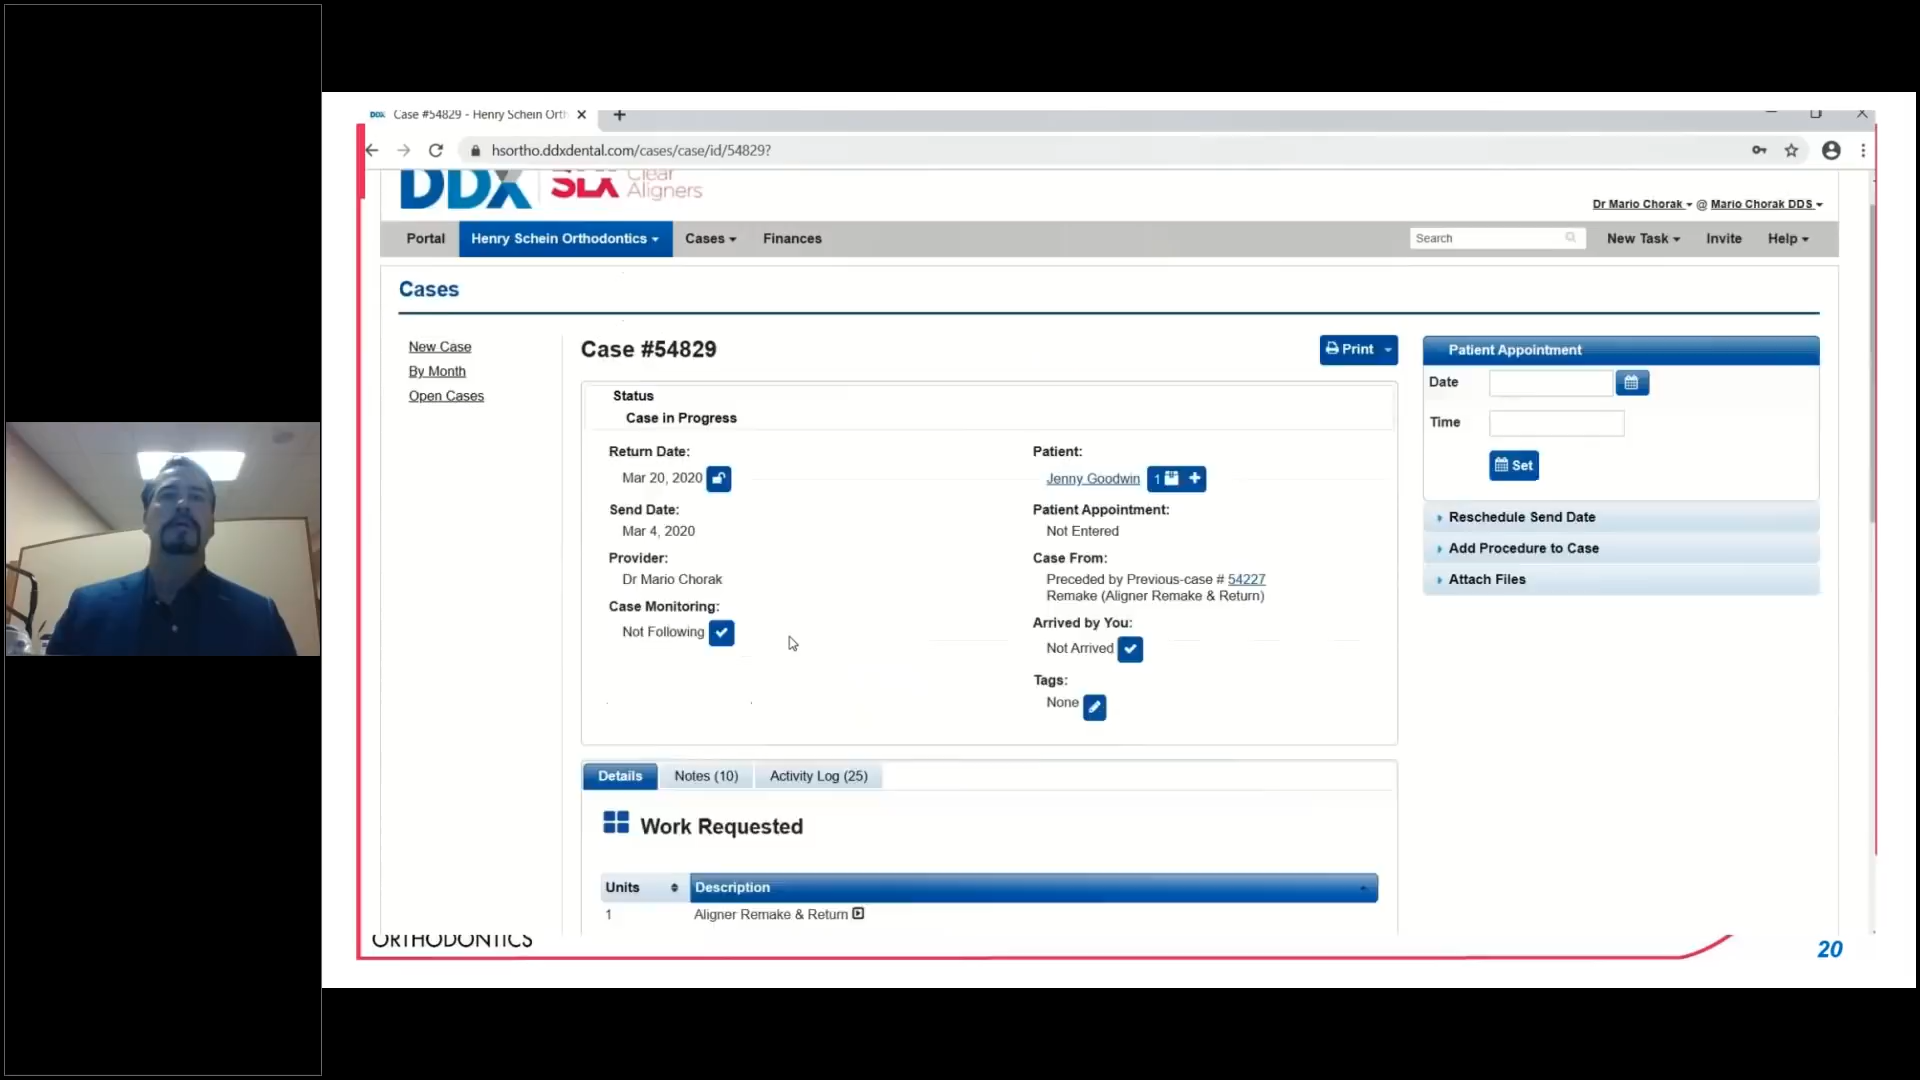 DDX Case #54829 - Henry Schein Orth
hsortho.ddxdental.com/cases/case/id/54829?
DDX SLX Clear
Aligners
Dr Mario Chorak @ Mario Chorak DDS
Portal Henry Schein Orthodontics Cases Finances Search New Task Invite Help
Cases
New Case
By Month
Open Cases
Case #54829
Print
Status
Case in Progress
Return Date:
Mar 20, 2020
Send Date:
Mar 4, 2020
Provider:
Dr Mario Chorak
Case Monitoring:
Not Following
Patient:
Jenny Goodwin 1
Patient Appointment:
Not Entered
Case From:
Preceded by Previous-case # 54227
Remake (Aligner Remake & Return)
Arrived by You:
Not Arrived
Tags:
None
Patient Appointment
Date
Time
Set
Reschedule Send Date
Add Procedure to Case
Attach Files
Details Notes (10) Activity Log (25)
Work Requested
Units Description
1 Aligner Remake & Return
ORTHODONTICS
20